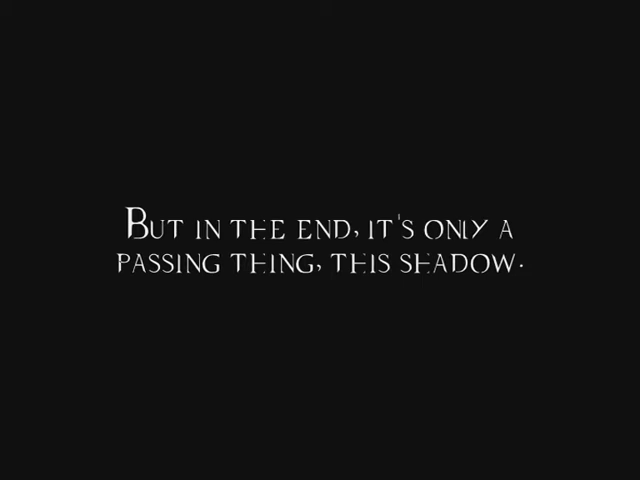 But in the end, it's only a
passing thing, this shadow.